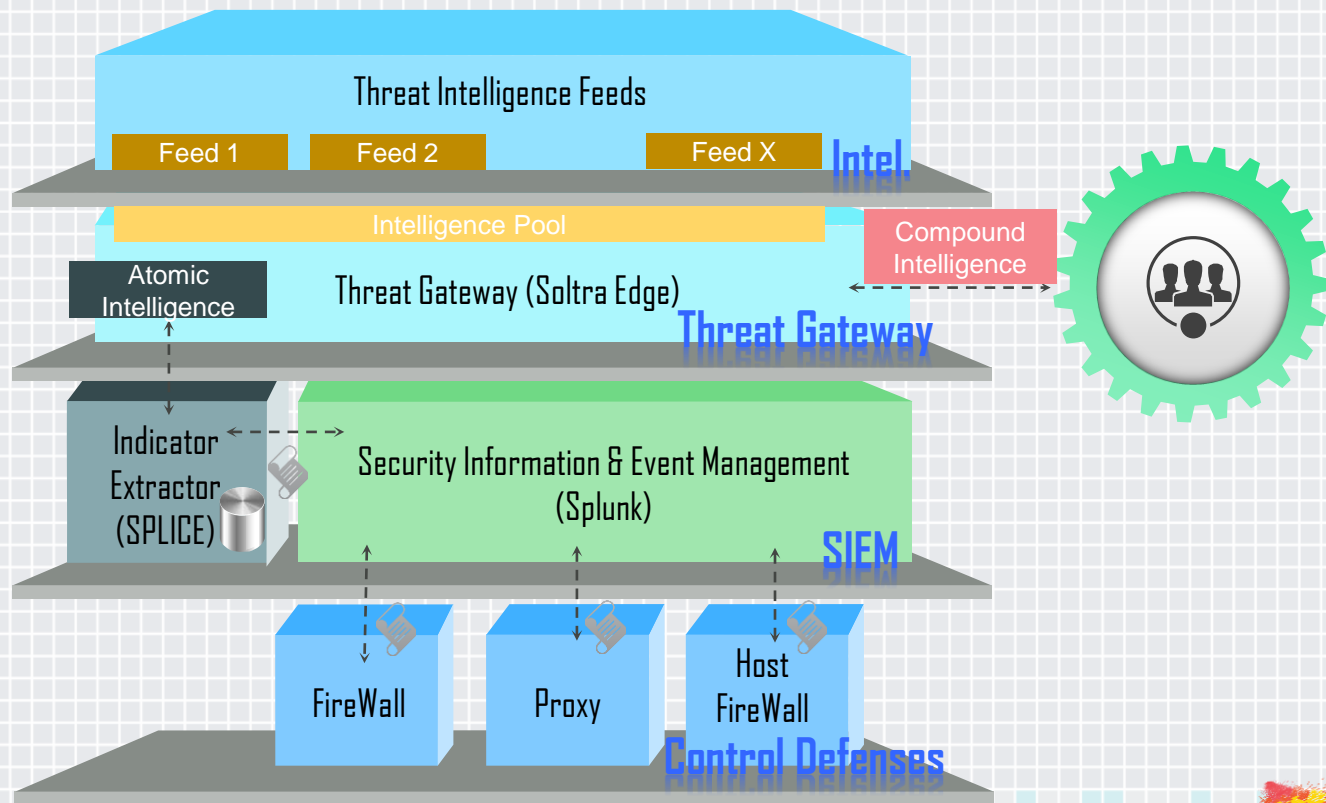 Threat Intelligence Feeds
Feed 1
Feed 2
Feed X
Intel.
Intelligence Pool
Compound
Intelligence
Atomic
Intelligence
Threat Gateway (Soltra Edge)
Threat Gateway
Indicator
Extractor
(SPLICE)
Security Information & Event Management
(Splunk)
SIEM
FireWall
Proxy
Host
FireWall
Control Defenses